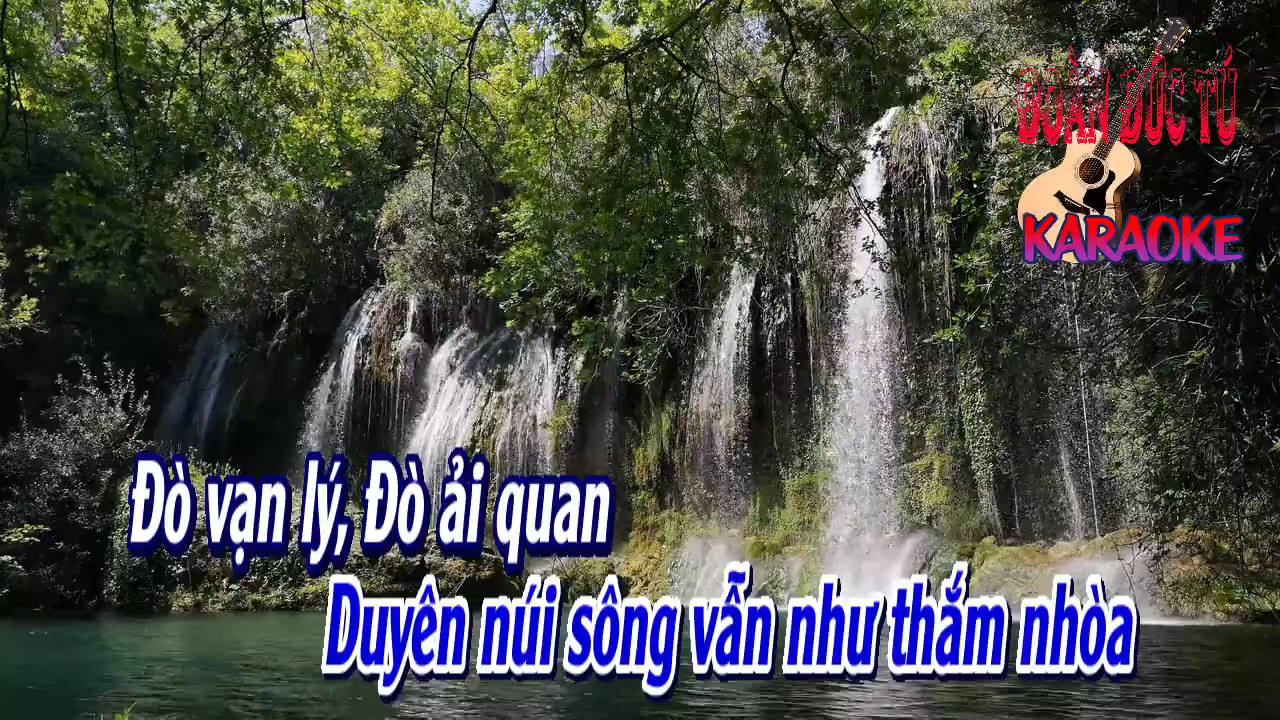 ĐOÀN ĐỨC TÚ
KARAOKE
Đò vạn lý, Đò ải quan
Duyên núi sông vẫn như thắm nhòa